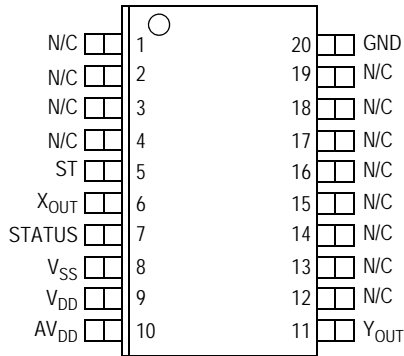 N/C 1 20 GND
N/C 2 19 N/C
N/C 3 18 N/C
N/C 4 17 N/C
ST 5 16 N/C
XOUT 6 15 N/C
STATUS 7 14 N/C
VSS 8 13 N/C
VDD 9 12 N/C
AVDD 10 11 YOUT